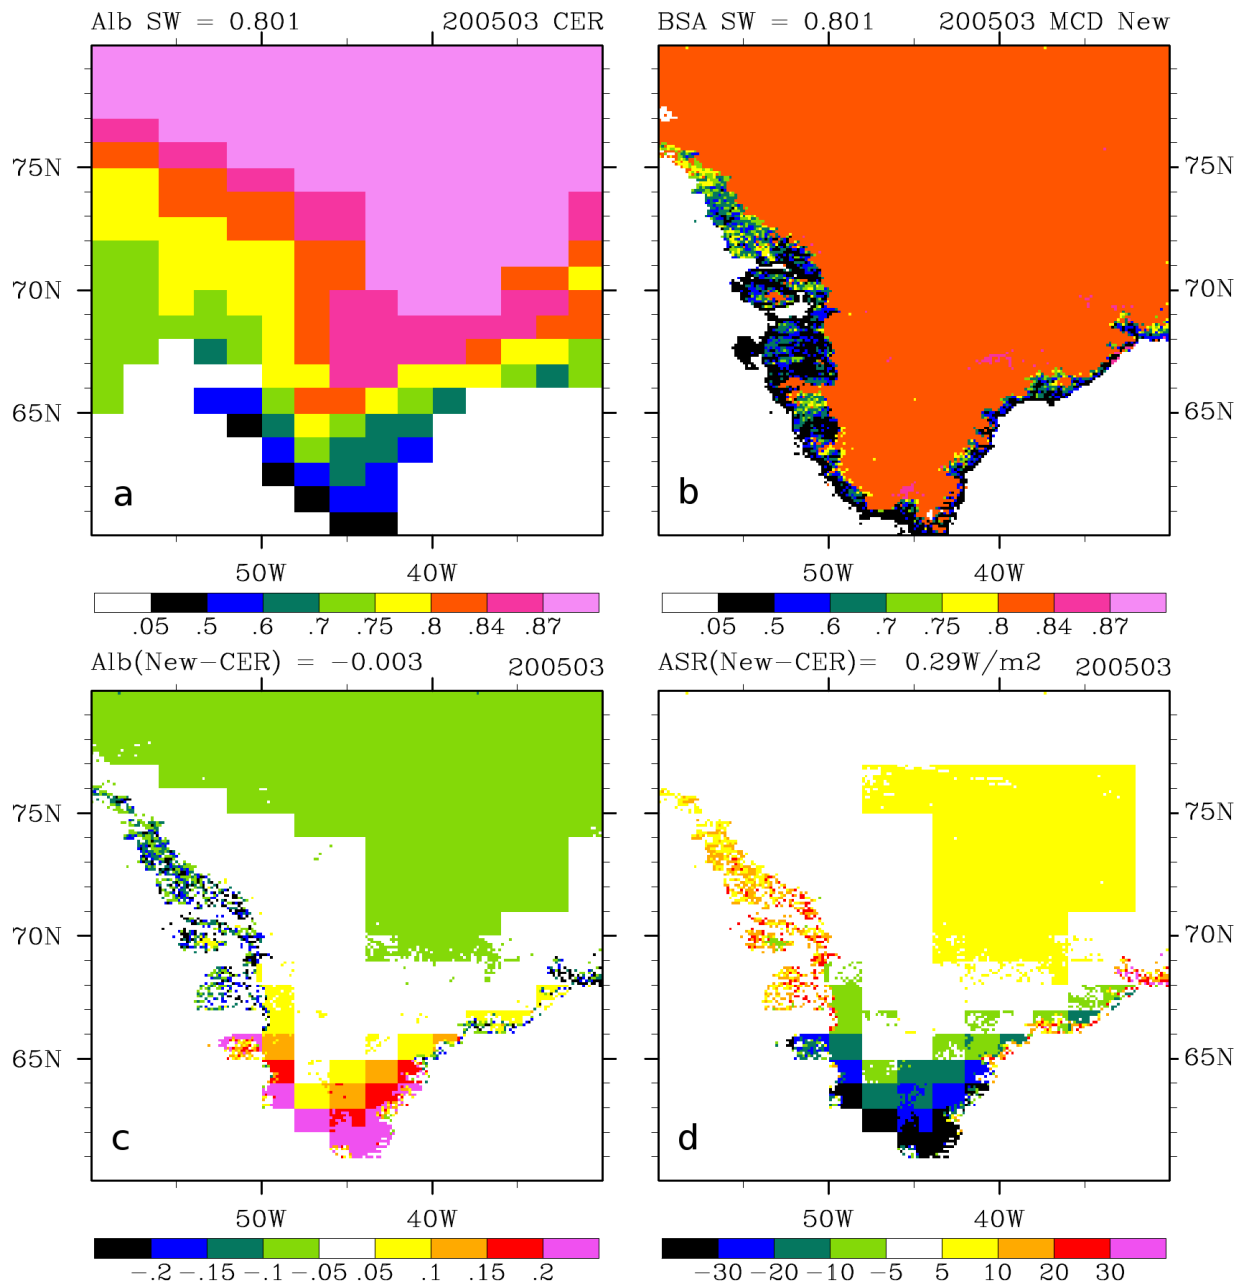 Alb SW = 0.801 200503 CER
BSA SW = 0.801 200503 MCD New
75N 75N
70N 70N
65N 65N
a
b
50W 40W 50W 40W
.05 .5 .6 .7 .75 .8 .84 .87
.05 .5 .6 .7 .75 .8 .84 .87
Alb(New-CER) = -0.003 200503
ASR(New-CER)= 0.29W/m2 200503
75N 75N
70N 70N
65N 65N
c
d
50W 40W 50W 40W
-.2 -.15 -.1 -.05 .05 .1 .15 .2
-30 -20 -10 -5 5 10 20 30